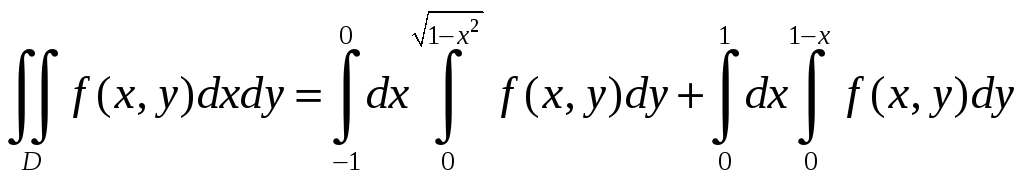 ∬_D f(x, y)dxdy = ∫_{−1}^{0} dx ∫_{0}^{√(1−x²)} f(x, y)dy + ∫_{0}^{1} dx ∫_{0}^{1−x} f(x, y)dy